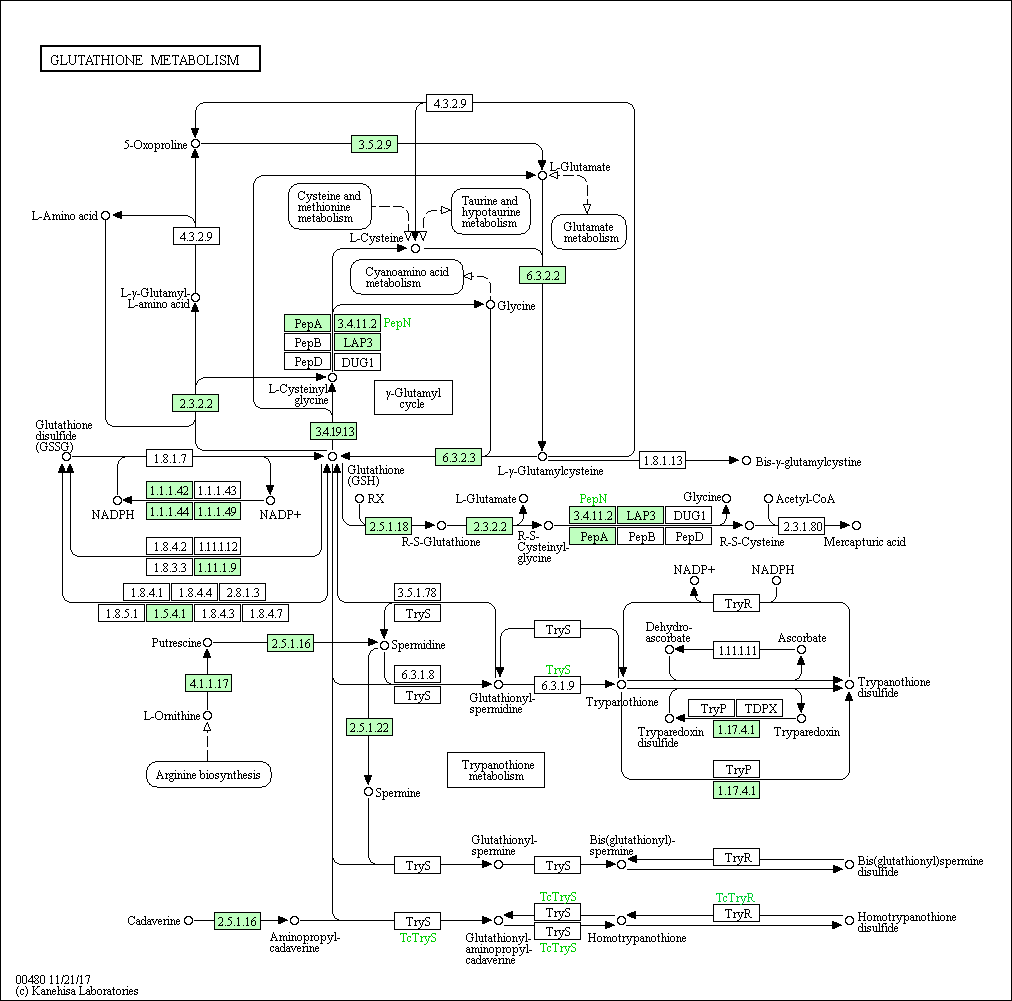 GLUTATHIONE METABOLISM
4.3.2.9
5-Oxoproline
3.5.2.9
L-Glutamate
Cysteine and
methionine
metabolism
Taurine and
hypotaurine
metabolism
L-Amino acid
4.3.2.9
L-Cysteine
Glutamate
metabolism
Cyanoamino acid
metabolism
6.3.2.2
L-γ-Glutamyl-
L-amino acid
Glycine
PepA
3.4.11.2
PepN
PepB
LAP3
PepD
DUG1
L-Cysteinyl
glycine
γ-Glutamyl
cycle
2.3.2.2
3.4.19.13
Glutathione
disulfide
(GSSG)
1.8.1.7
Glutathione
(GSH)
6.3.2.3
L-γ-Glutamylcysteine
1.8.1.13
Bis-γ-glutamylcystine
1.1.1.42
1.1.1.43
NADPH
1.1.1.44
1.1.1.49
NADP+
RX
L-Glutamate
PepN
Glycine
Acetyl-CoA
2.5.1.18
2.3.2.2
3.4.11.2
LAP3
DUG1
2.3.1.80
PepA
PepB
PepD
R-S-Glutathione
R-S-
Cysteinyl-
glycine
R-S-Cysteine
Mercapturic acid
1.8.4.2
1.11.1.12
1.8.3.3
1.11.1.9
1.8.4.1
1.8.4.4
2.8.1.3
1.8.5.1
1.5.4.1
1.8.4.3
1.8.4.7
3.5.1.78
TryS
NADP+
NADPH
TryR
Putrescine
2.5.1.16
Spermidine
TryS
Dehydro-
ascorbate
Ascorbate
1.11.1.11
4.1.1.17
6.3.1.8
TryS
Glutathionyl-
spermidine
TryS
6.3.1.9
Trypanothione
Trypanothione
disulfide
L-Ornithine
2.5.1.22
TryP
TDPX
1.17.4.1
Tryparedoxin
disulfide
Tryparedoxin
Arginine biosynthesis
Trypanothione
metabolism
TryP
1.17.4.1
Spermine
TryS
Glutathionyl-
spermine
TryS
Bis(glutathionyl)-
spermine
TryR
Bis(glutathionyl)spermine
disulfide
Cadaverine
2.5.1.16
Aminopropyl-
cadaverine
TryS
TcTryS
Glutathionyl-
aminopropyl-
cadaverine
TcTryS
TryS
TryS
TcTryS
Homotrypanothione
TcTryR
TryR
Homotrypanothione
disulfide
00480 11/21/17
(c) Kanehisa Laboratories